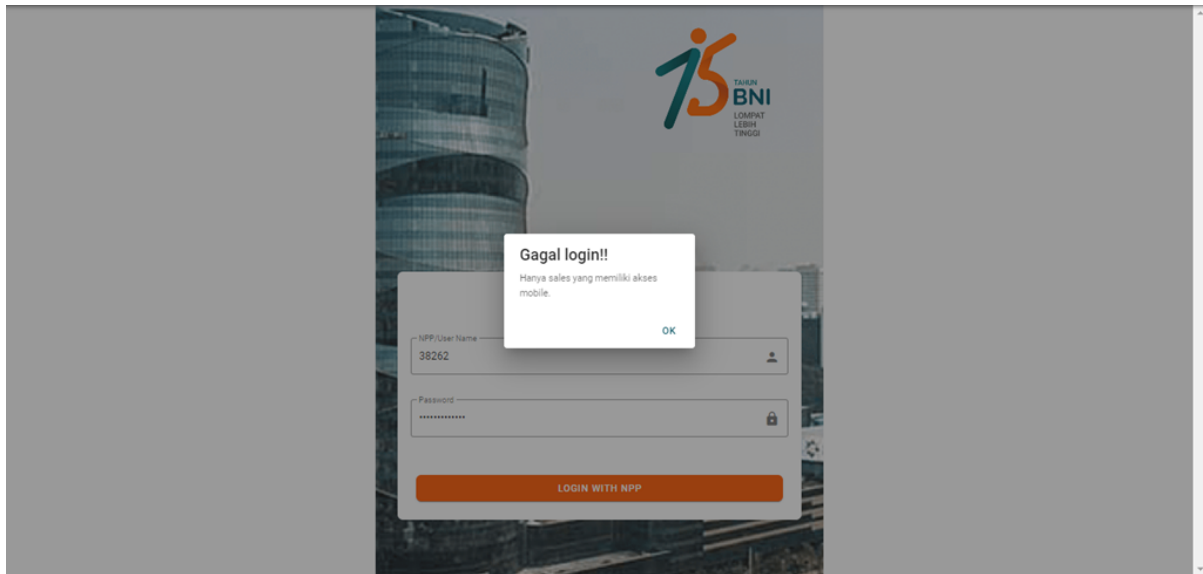 75
TAHUN
BNI
LOMPAT
LEBIH
TINGGI
Gagal login!!
Hanya sales yang memiliki akses
mobile.
OK
NPP/User Name
38262
Password
LOGIN WITH NPP